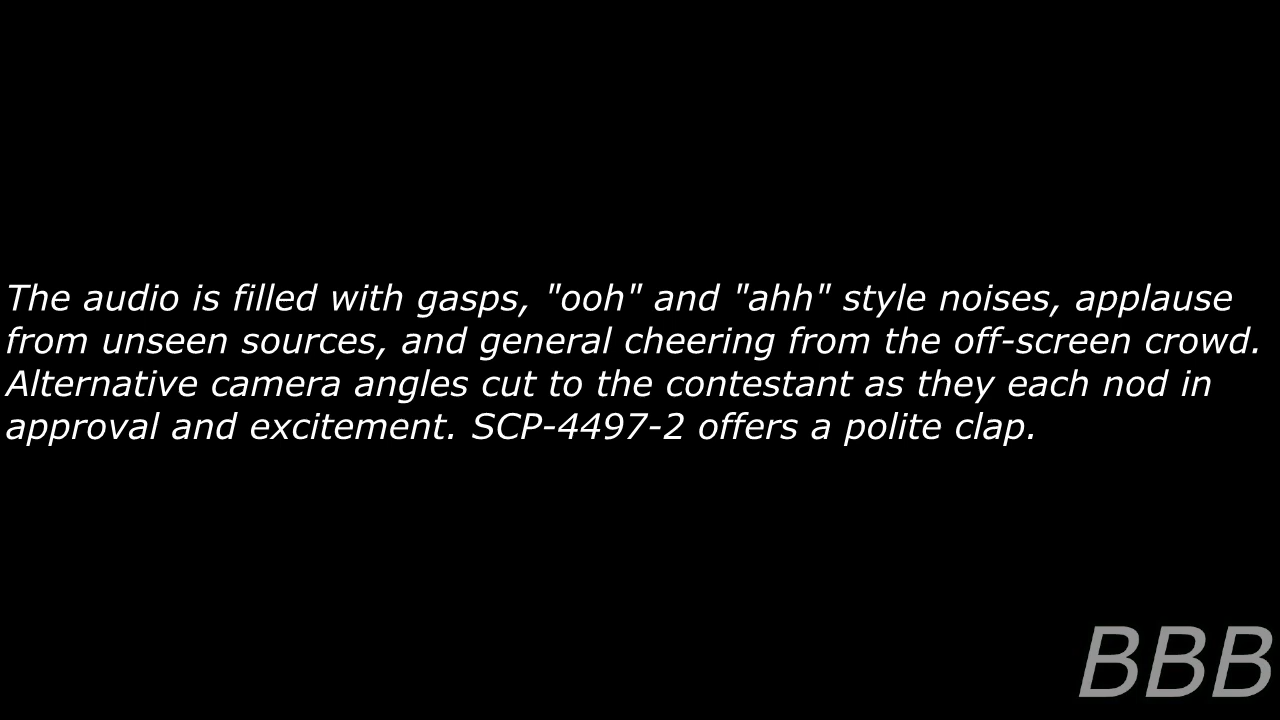 The audio is filled with gasps, "ooh" and "ahh" style noises, applause
from unseen sources, and general cheering from the off-screen crowd.
Alternative camera angles cut to the contestant as they each nod in
approval and excitement. SCP-4497-2 offers a polite clap.
BBB